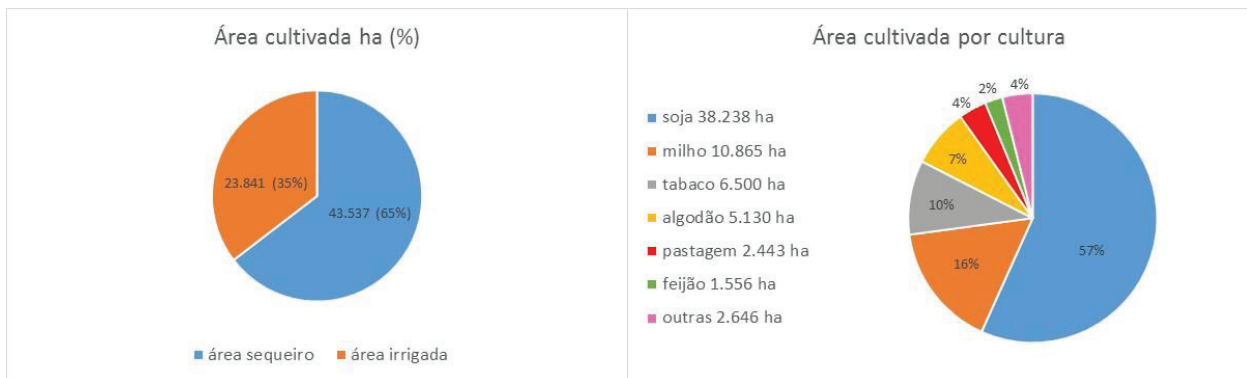 Área cultivada ha (%)
23.841 (35%)
43.537 (65%)
área sequeiro
área irrigada
Área cultivada por cultura
soja 38.238 ha
milho 10.865 ha
tabaco 6.500 ha
algodão 5.130 ha
pastagem 2.443 ha
feijão 1.556 ha
outras 2.646 ha
2%
4%
4%
7%
10%
16%
57%